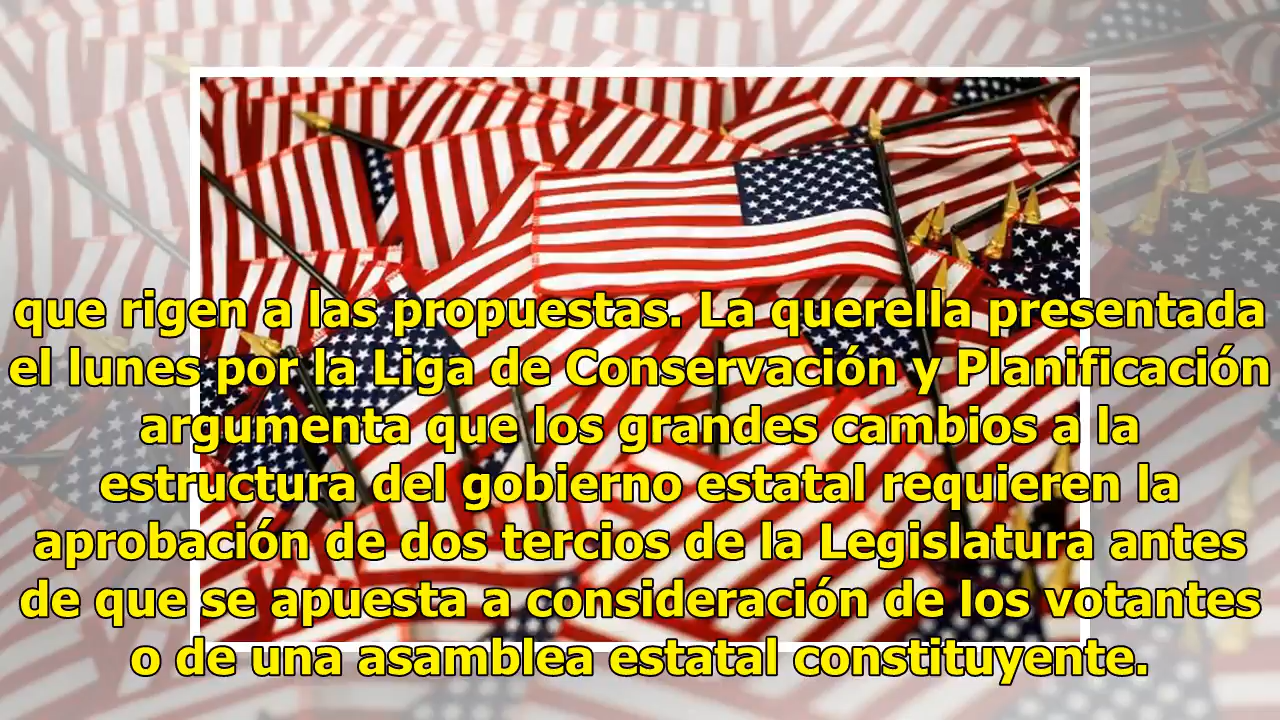 que rigen a las propuestas. La querella presentada
el lunes por la Liga de Conservación y Planificación
argumenta que los grandes cambios a la
estructura del gobierno estatal requieren la
aprobación de dos tercios de la Legislatura antes
de que se apuesta a consideración de los votantes
o de una asamblea estatal constituyente.